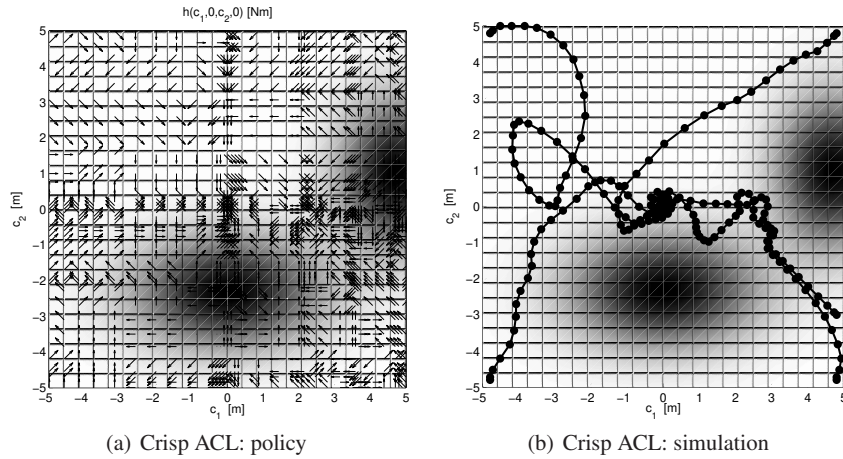 h(c₁,0,c₂,0) [Nm]
5
4
3
2
1
0
−1
−2
−3
−4
−5
c₂ [m]
−5 −4 −3 −2 −1 0 1 2 3 4 5
c₁ [m]
(a) Crisp ACL: policy
5
4
3
2
1
0
−1
−2
−3
−4
−5
c₂ [m]
−5 −4 −3 −2 −1 0 1 2 3 4 5
c₁ [m]
(b) Crisp ACL: simulation